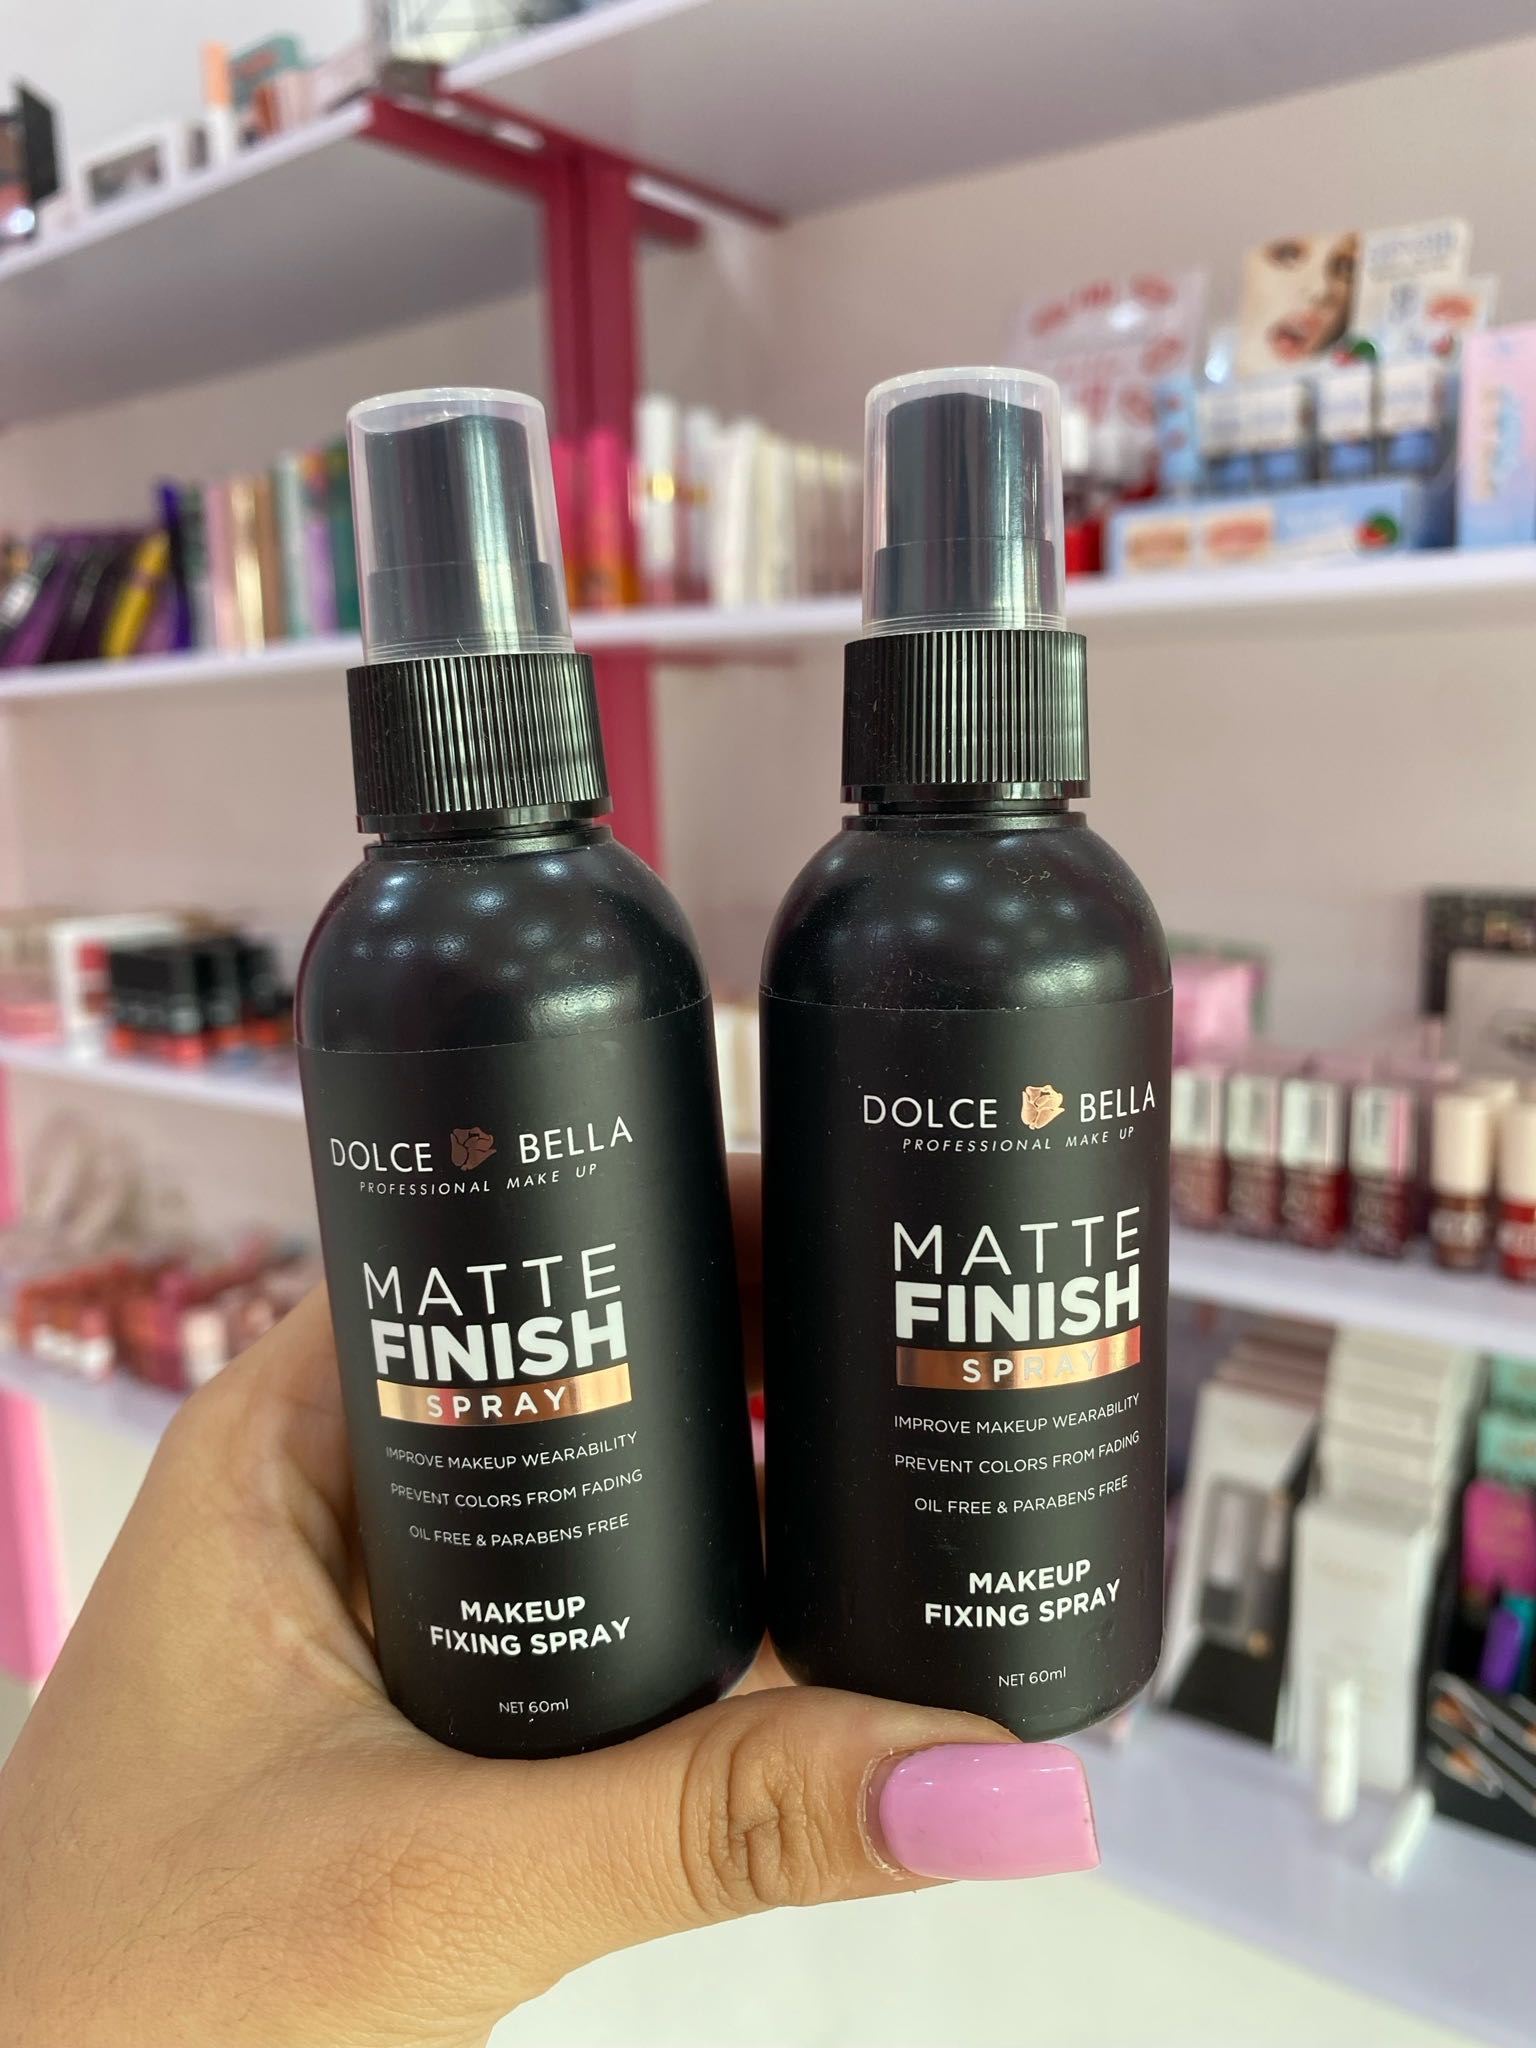 DOLCE BELLA
PROFESSIONAL MAKE UP
MATTE
FINISH
SPRAY
IMPROVE MAKEUP WEARABILITY
PREVENT COLORS FROM FADING
OIL FREE & PARABENS FREE
MAKEUP
FIXING SPRAY
NET 60ml
DOLCE BELLA
PROFESSIONAL MAKE UP
MATTE
FINISH
SPRAY
IMPROVE MAKEUP WEARABILITY
PREVENT COLORS FROM FADING
OIL FREE & PARABENS FREE
MAKEUP
FIXING SPRAY
NET 60ml